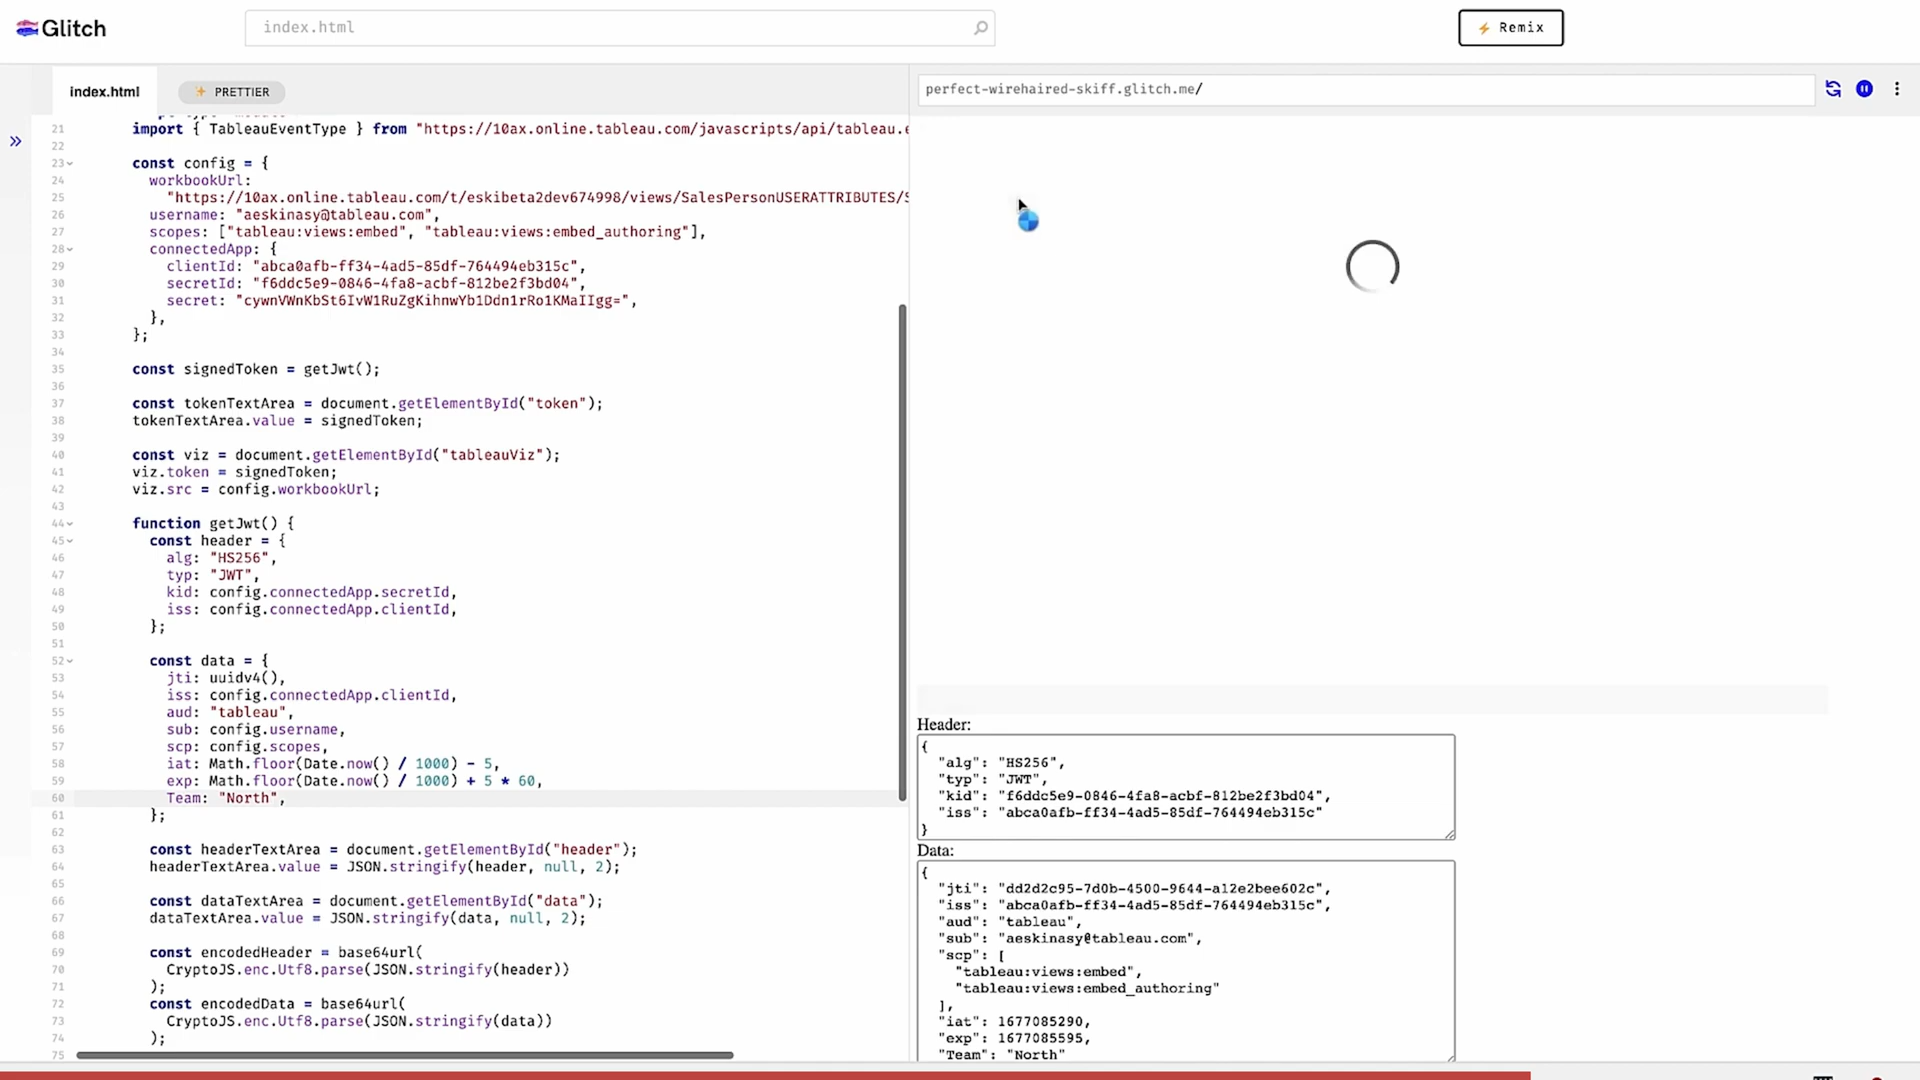 Glitch
index.html
Remix
index.html
PRETTIER
perfect-wirehaired-skiff.glitch.me/
21 import { TableauEventType } from "https://10ax.online.tableau.com/javascripts/api/tableau.e
22
23 const config = {
24 workbookUrl:
25 "https://10ax.online.tableau.com/t/eskibeta2dev674998/views/SalesPersonUSERATTRIBUTES/S
26 username: "aeskinasy@tableau.com",
27 scopes: ["tableau:views:embed", "tableau:views:embed_authoring"],
28 connectedApp: {
29 clientId: "abca0afb-ff34-4ad5-85df-764494eb315c",
30 secretId: "f6ddc5e9-0846-4fa8-acbf-812be2f3bd04",
31 secret: "cywnVWnKbSt6IvW1RuZgKihnwYb1Ddn1rRo1KMaIIgg=",
32 },
33 };
34
35 const signedToken = getJwt();
36
37 const tokenTextArea = document.getElementById("token");
38 tokenTextArea.value = signedToken;
39
40 const viz = document.getElementById("tableauViz");
41 viz.token = signedToken;
42 viz.src = config.workbookUrl;
43
44 function getJwt() {
45 const header = {
46 alg: "HS256",
47 typ: "JWT",
48 kid: config.connectedApp.secretId,
49 iss: config.connectedApp.clientId,
50 };
51
52 const data = {
53 jti: uuidv4(),
54 iss: config.connectedApp.clientId,
55 aud: "tableau",
56 sub: config.username,
57 scp: config.scopes,
58 iat: Math.floor(Date.now() / 1000) - 5,
59 exp: Math.floor(Date.now() / 1000) + 5 * 60,
60 Team: "North",
61 };
62
63 const headerTextArea = document.getElementById("header");
64 headerTextArea.value = JSON.stringify(header, null, 2);
65
66 const dataTextArea = document.getElementById("data");
67 dataTextArea.value = JSON.stringify(data, null, 2);
68
69 const encodedHeader = base64url(
70 CryptoJS.enc.Utf8.parse(JSON.stringify(header))
71 );
72 const encodedData = base64url(
73 CryptoJS.enc.Utf8.parse(JSON.stringify(data))
74 );
75
Header:
{
"alg": "HS256",
"typ": "JWT",
"kid": "f6ddc5e9-0846-4fa8-acbf-812be2f3bd04",
"iss": "abca0afb-ff34-4ad5-85df-764494eb315c"
}
Data:
{
"jti": "dd2d2c95-7d0b-4500-9644-a12e2bee602c",
"iss": "abca0afb-ff34-4ad5-85df-764494eb315c",
"aud": "tableau",
"sub": "aeskinasy@tableau.com",
"scp": [
"tableau:views:embed",
"tableau:views:embed_authoring"
],
"iat": 1677085290,
"exp": 1677085595,
"Team": "North"